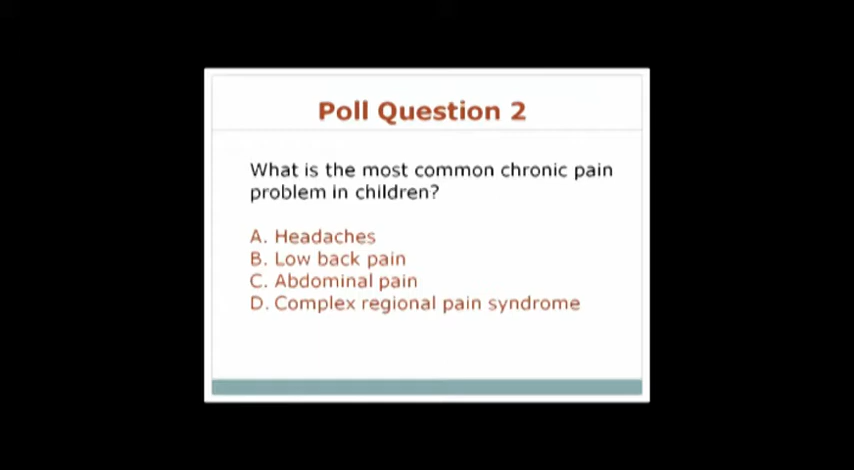 Poll Question 2
What is the most common chronic pain
problem in children?
A. Headaches
B. Low back pain
C. Abdominal pain
D. Complex regional pain syndrome